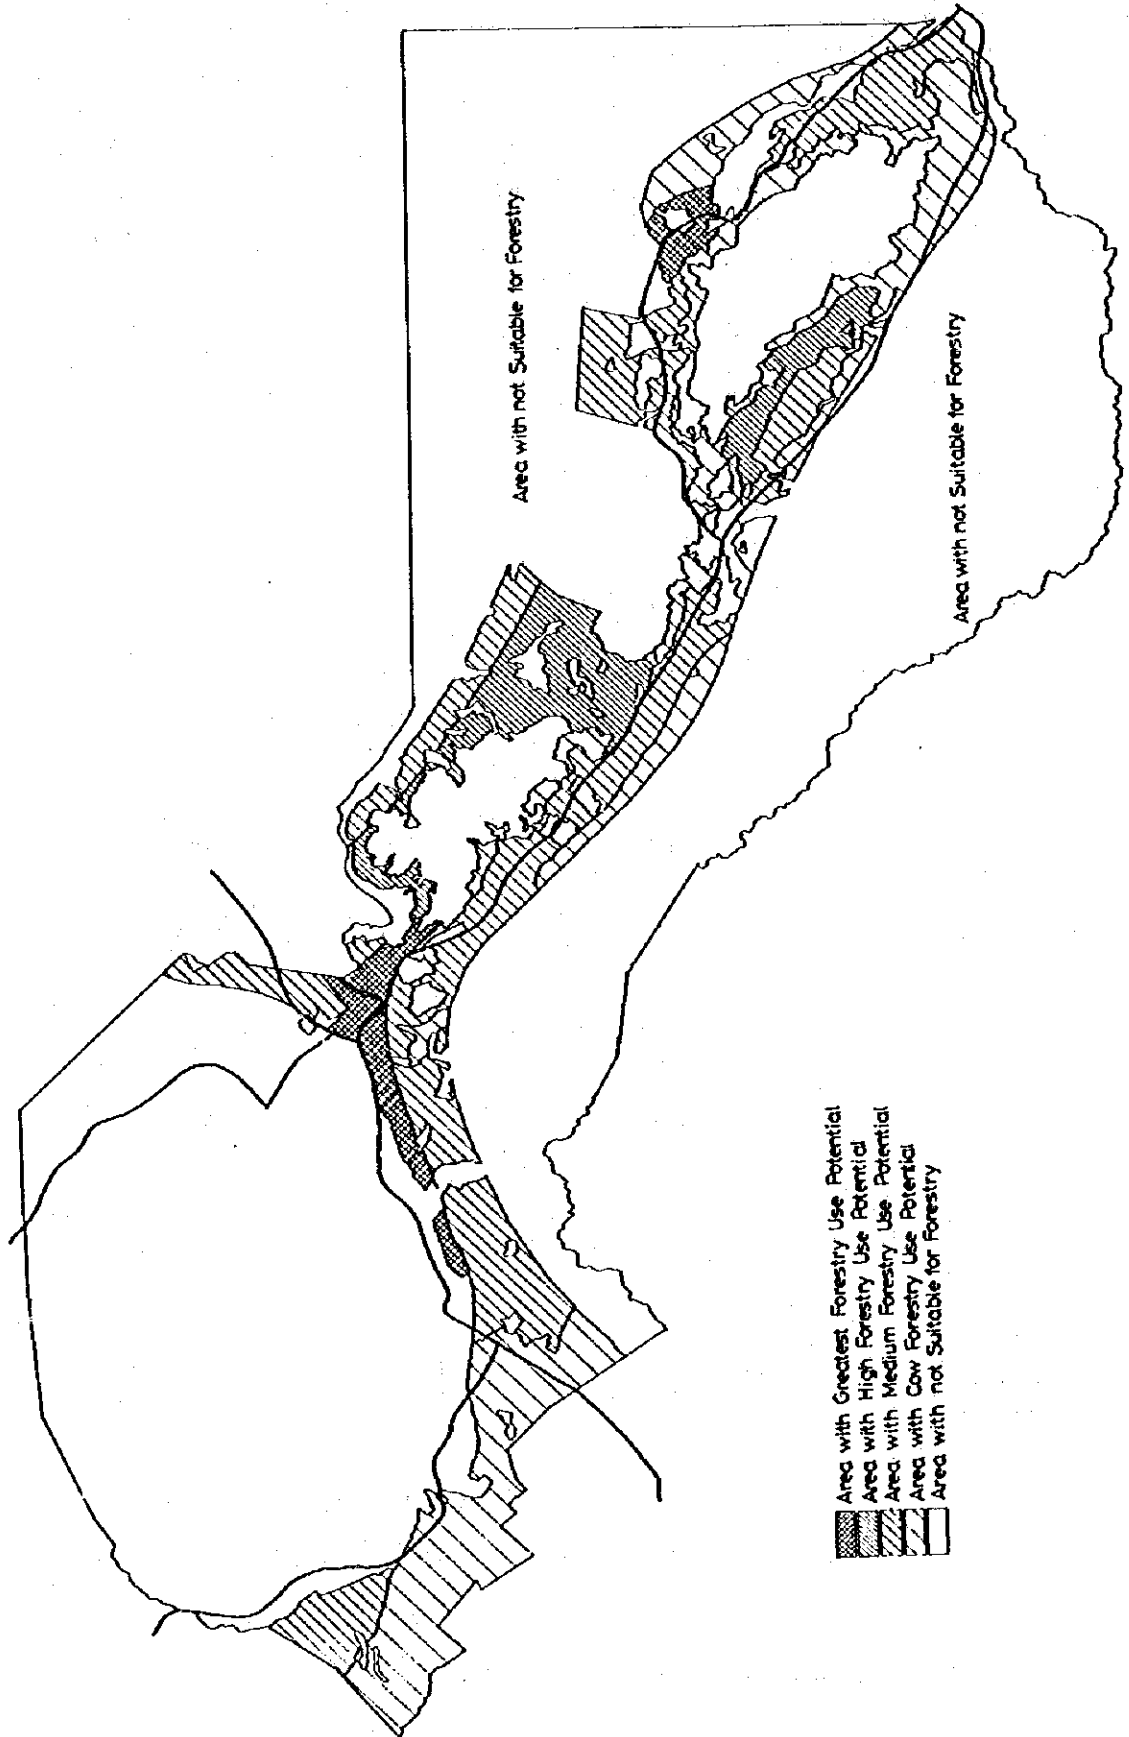 Area with not Suitable for Forestry
Area with not Suitable for Forestry
Area with Greatest Forestry Use Potential
Area with High Forestry Use Potential
Area with Medium Forestry Use Potential
Area with Cow Forestry Use Potential
Area with not Suitable for Forestry